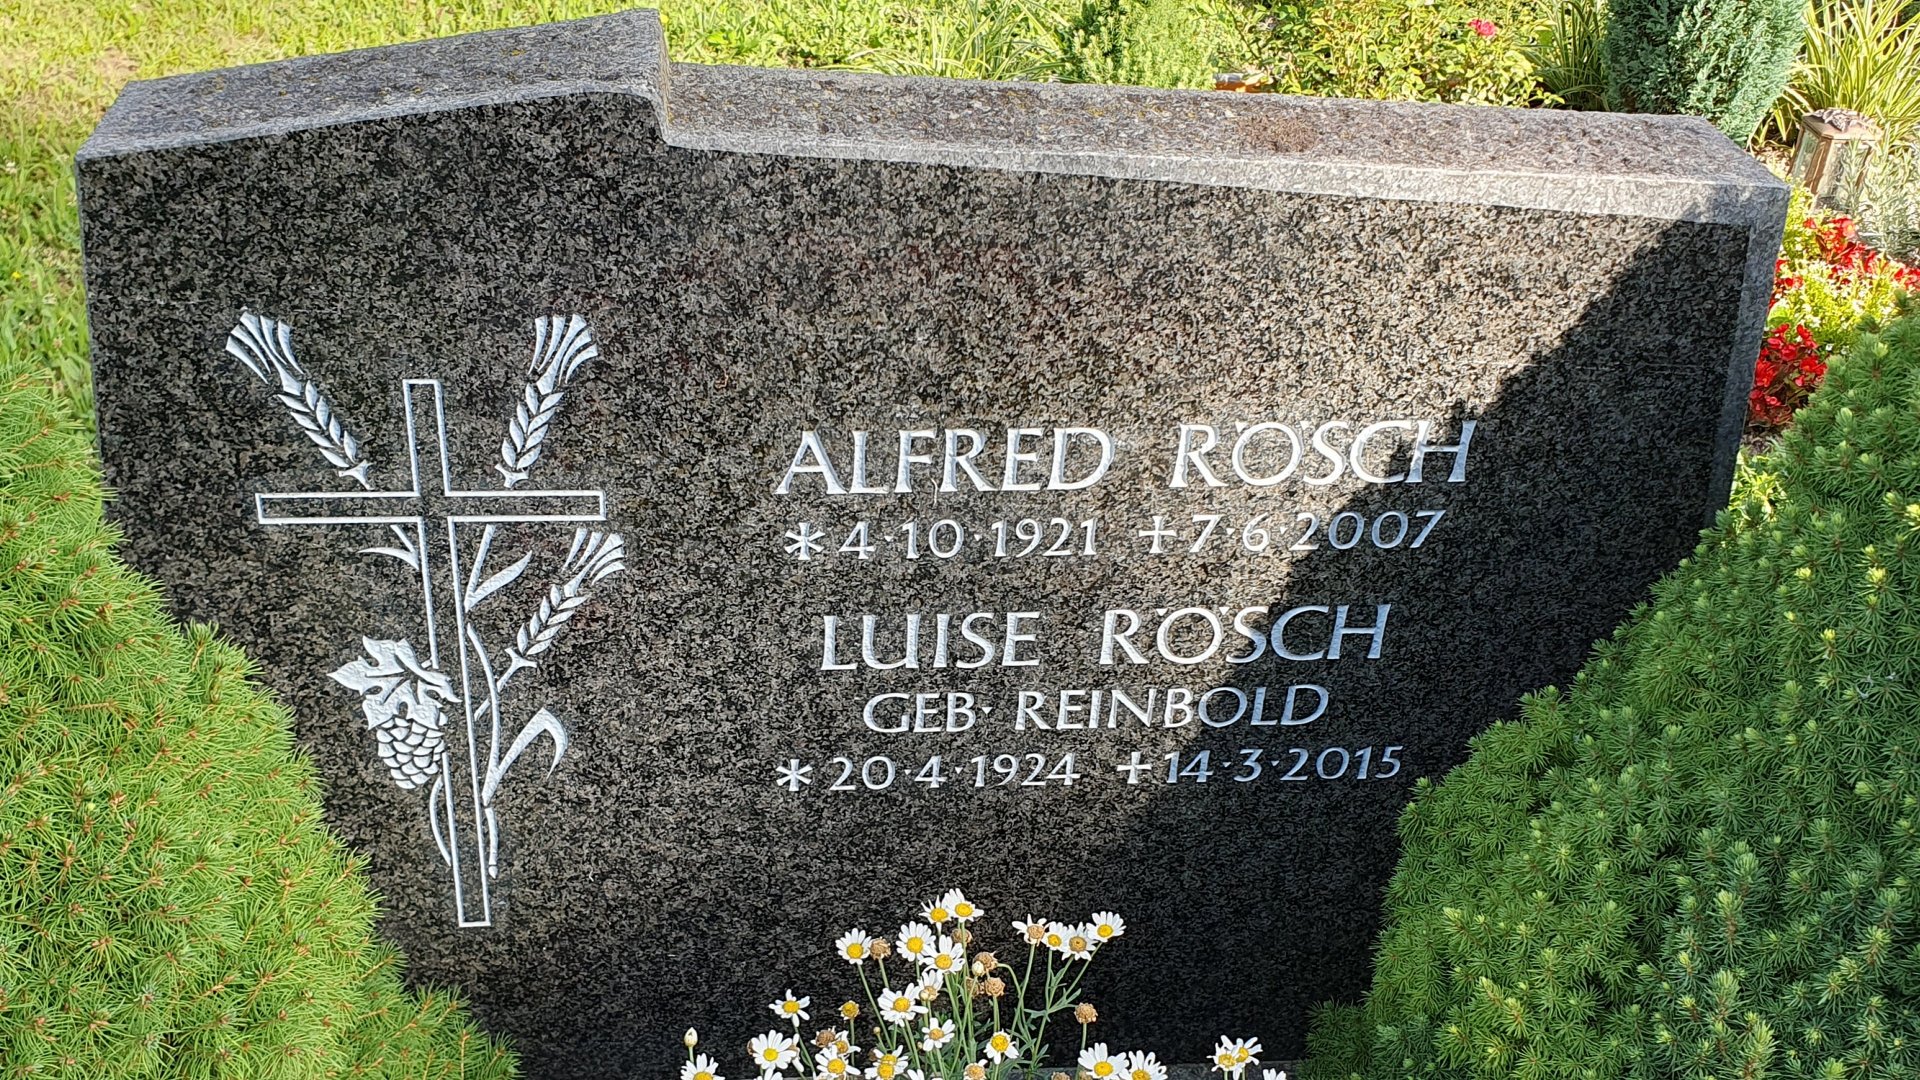 ALFRED RÖSCH
*4·10·1921 +7·6·2007
LUISE RÖSCH
GEB· REINBOLD
*20·4·1924 +14·3·2015